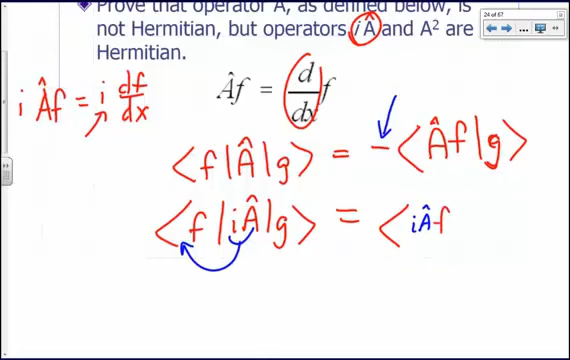 Prove that operator A, as defined below, is
not Hermitian, but operators i Â and A² are
Hermitian.
24 of 67
i Âf = i df/dx
Âf = d/dx f
<f|Â|g> = -<Âf|g>
<f|iÂ|g> = <iÂf